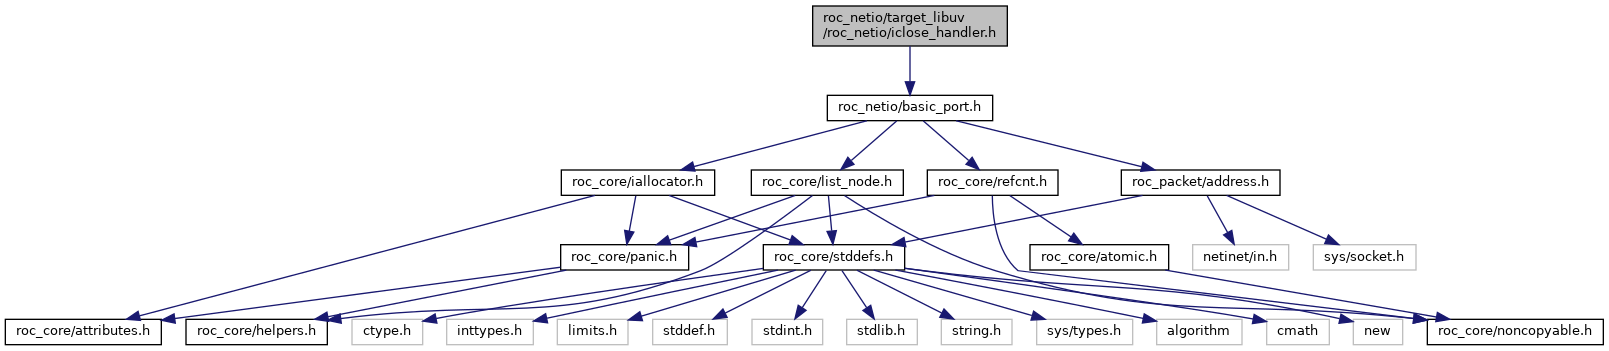 roc_netio/target_libuv
/roc_netio/iclose_handler.h
roc_netio/basic_port.h
roc_core/iallocator.h
roc_core/list_node.h
roc_core/refcnt.h
roc_packet/address.h
roc_core/panic.h
roc_core/stddefs.h
roc_core/atomic.h
netinet/in.h
sys/socket.h
roc_core/attributes.h
roc_core/helpers.h
ctype.h
inttypes.h
limits.h
stddef.h
stdint.h
stdlib.h
string.h
sys/types.h
algorithm
cmath
new
roc_core/noncopyable.h